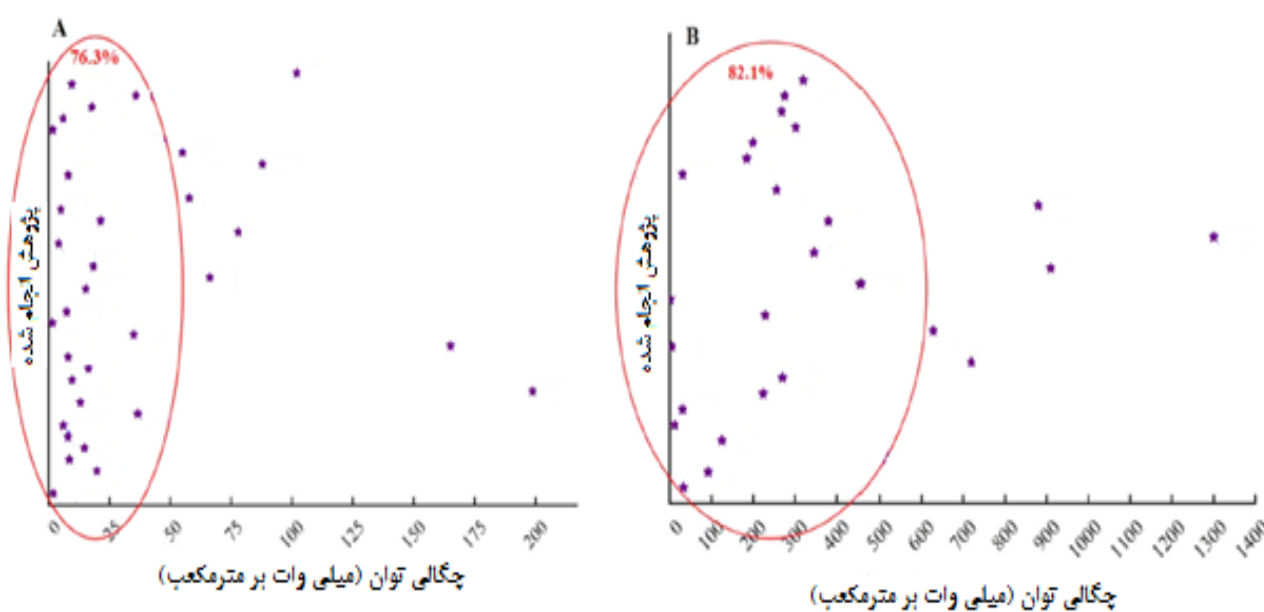 A
76.3%
پژوهش انجام شده
0 25 50 75 100 125 150 175 200
چگالی توان (میلی وات بر مترمکعب)
B
82.1%
پژوهش انجام شده
0 100 200 300 400 500 600 700 800 900 1000 1100 1200 1300 1400
چگالی توان (میلی وات بر مترمکعب)